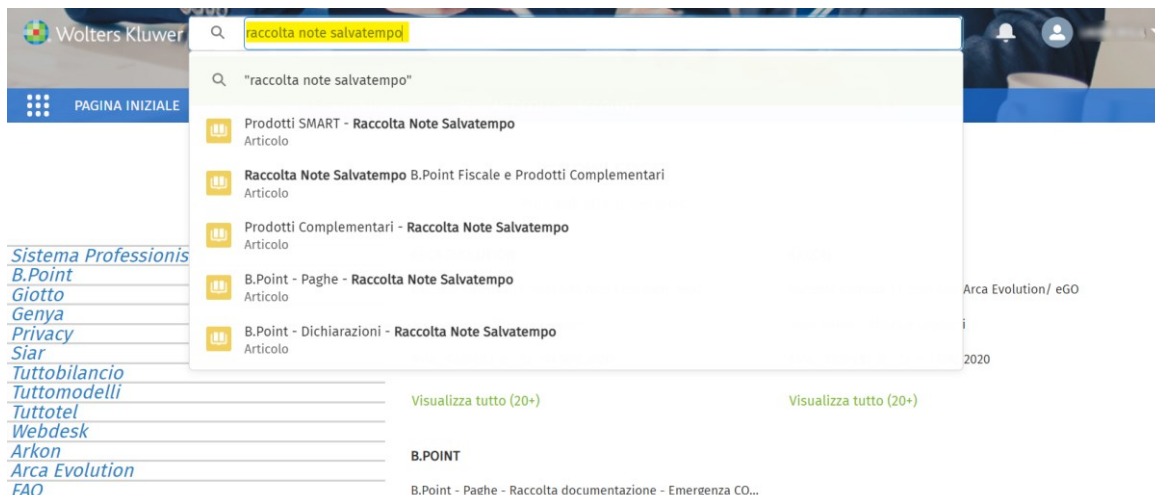 Wolters Kluwer
raccolta note salvatempo
"raccolta note salvatempo"
PAGINA INIZIALE
Prodotti SMART - Raccolta Note Salvatempo
Articolo
Raccolta Note Salvatempo B.Point Fiscale e Prodotti Complementari
Articolo
Prodotti Complementari - Raccolta Note Salvatempo
Articolo
B.Point - Paghe - Raccolta Note Salvatempo
Articolo
B.Point - Dichiarazioni - Raccolta Note Salvatempo
Articolo
Sistema Professionis
B.Point
Giotto
Genya
Privacy
Siar
Tuttobilancio
Tuttomodelli
Tuttotel
Webdesk
Arkon
Arca Evolution
FAQ
Arca Evolution/ eGO
i
2020
Visualizza tutto (20+)
Visualizza tutto (20+)
B.POINT
B.Point - Paghe - Raccolta documentazione - Emergenza CO...